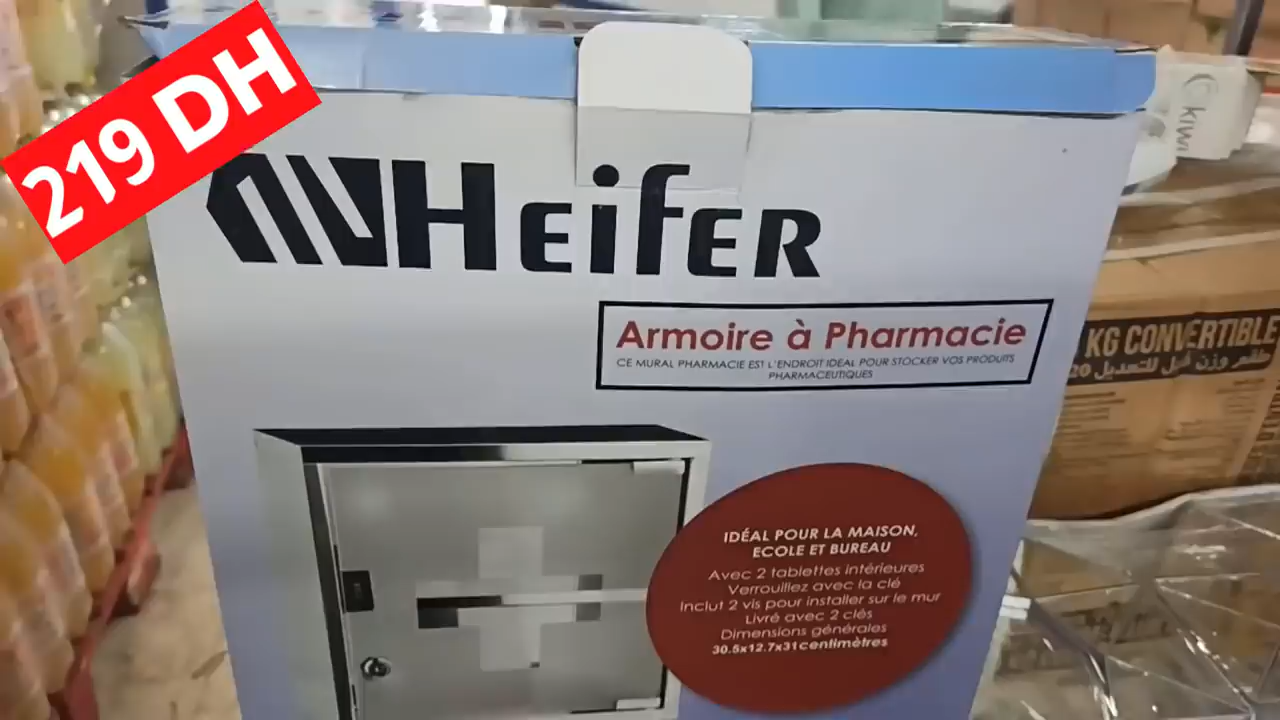 219 DH
HEifER
Armoire à Pharmacie
CE MURAL PHARMACIE EST L'ENDROIT IDEAL POUR STOCKER VOS PRODUITS
PHARMACEUTIQUES
IDÉAL POUR LA MAISON,
ECOLE ET BUREAU
Avec 2 tablettes intérieures
Verrouillez avec la clé
Inclut 2 vis pour installer sur le mur
Livré avec 2 clés
Dimensions générales
30.5x12.7x31centimètres
kiwi
KG CONVERTIBLE